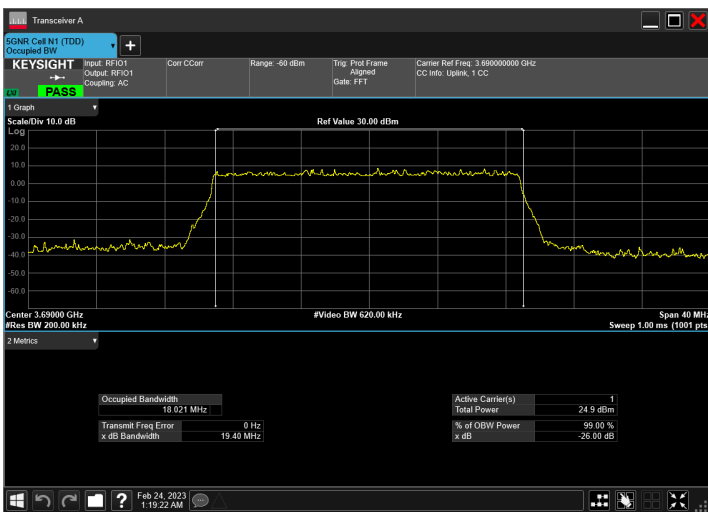 Transceiver A
5GNR Cell N1 (TDD)
Occupied BW
KEYSIGHT
LXI
PASS
Input: RFIO1
Output: RFIO1
Coupling: AC
Corr CCorr
Range: -60 dBm
Trig: Prot Frame
Aligned
Gate: FFT
Carrier Ref Freq: 3.690000000 GHz
CC Info: Uplink, 1 CC
1 Graph
Scale/Div 10.0 dB
Ref Value 30.00 dBm
Log
20.0
10.0
0.00
-10.0
-20.0
-30.0
-40.0
-50.0
-60.0
Center 3.69000 GHz
#Video BW 620.00 kHz
Span 40 MHz
#Res BW 200.00 kHz
Sweep 1.00 ms (1001 pts
2 Metrics
Occupied Bandwidth
18.021 MHz
Transmit Freq Error 0 Hz
x dB Bandwidth 19.40 MHz
Active Carrier(s) 1
Total Power 24.9 dBm
% of OBW Power 99.00 %
x dB -26.00 dB
?
Feb 24, 2023
1:19:22 AM